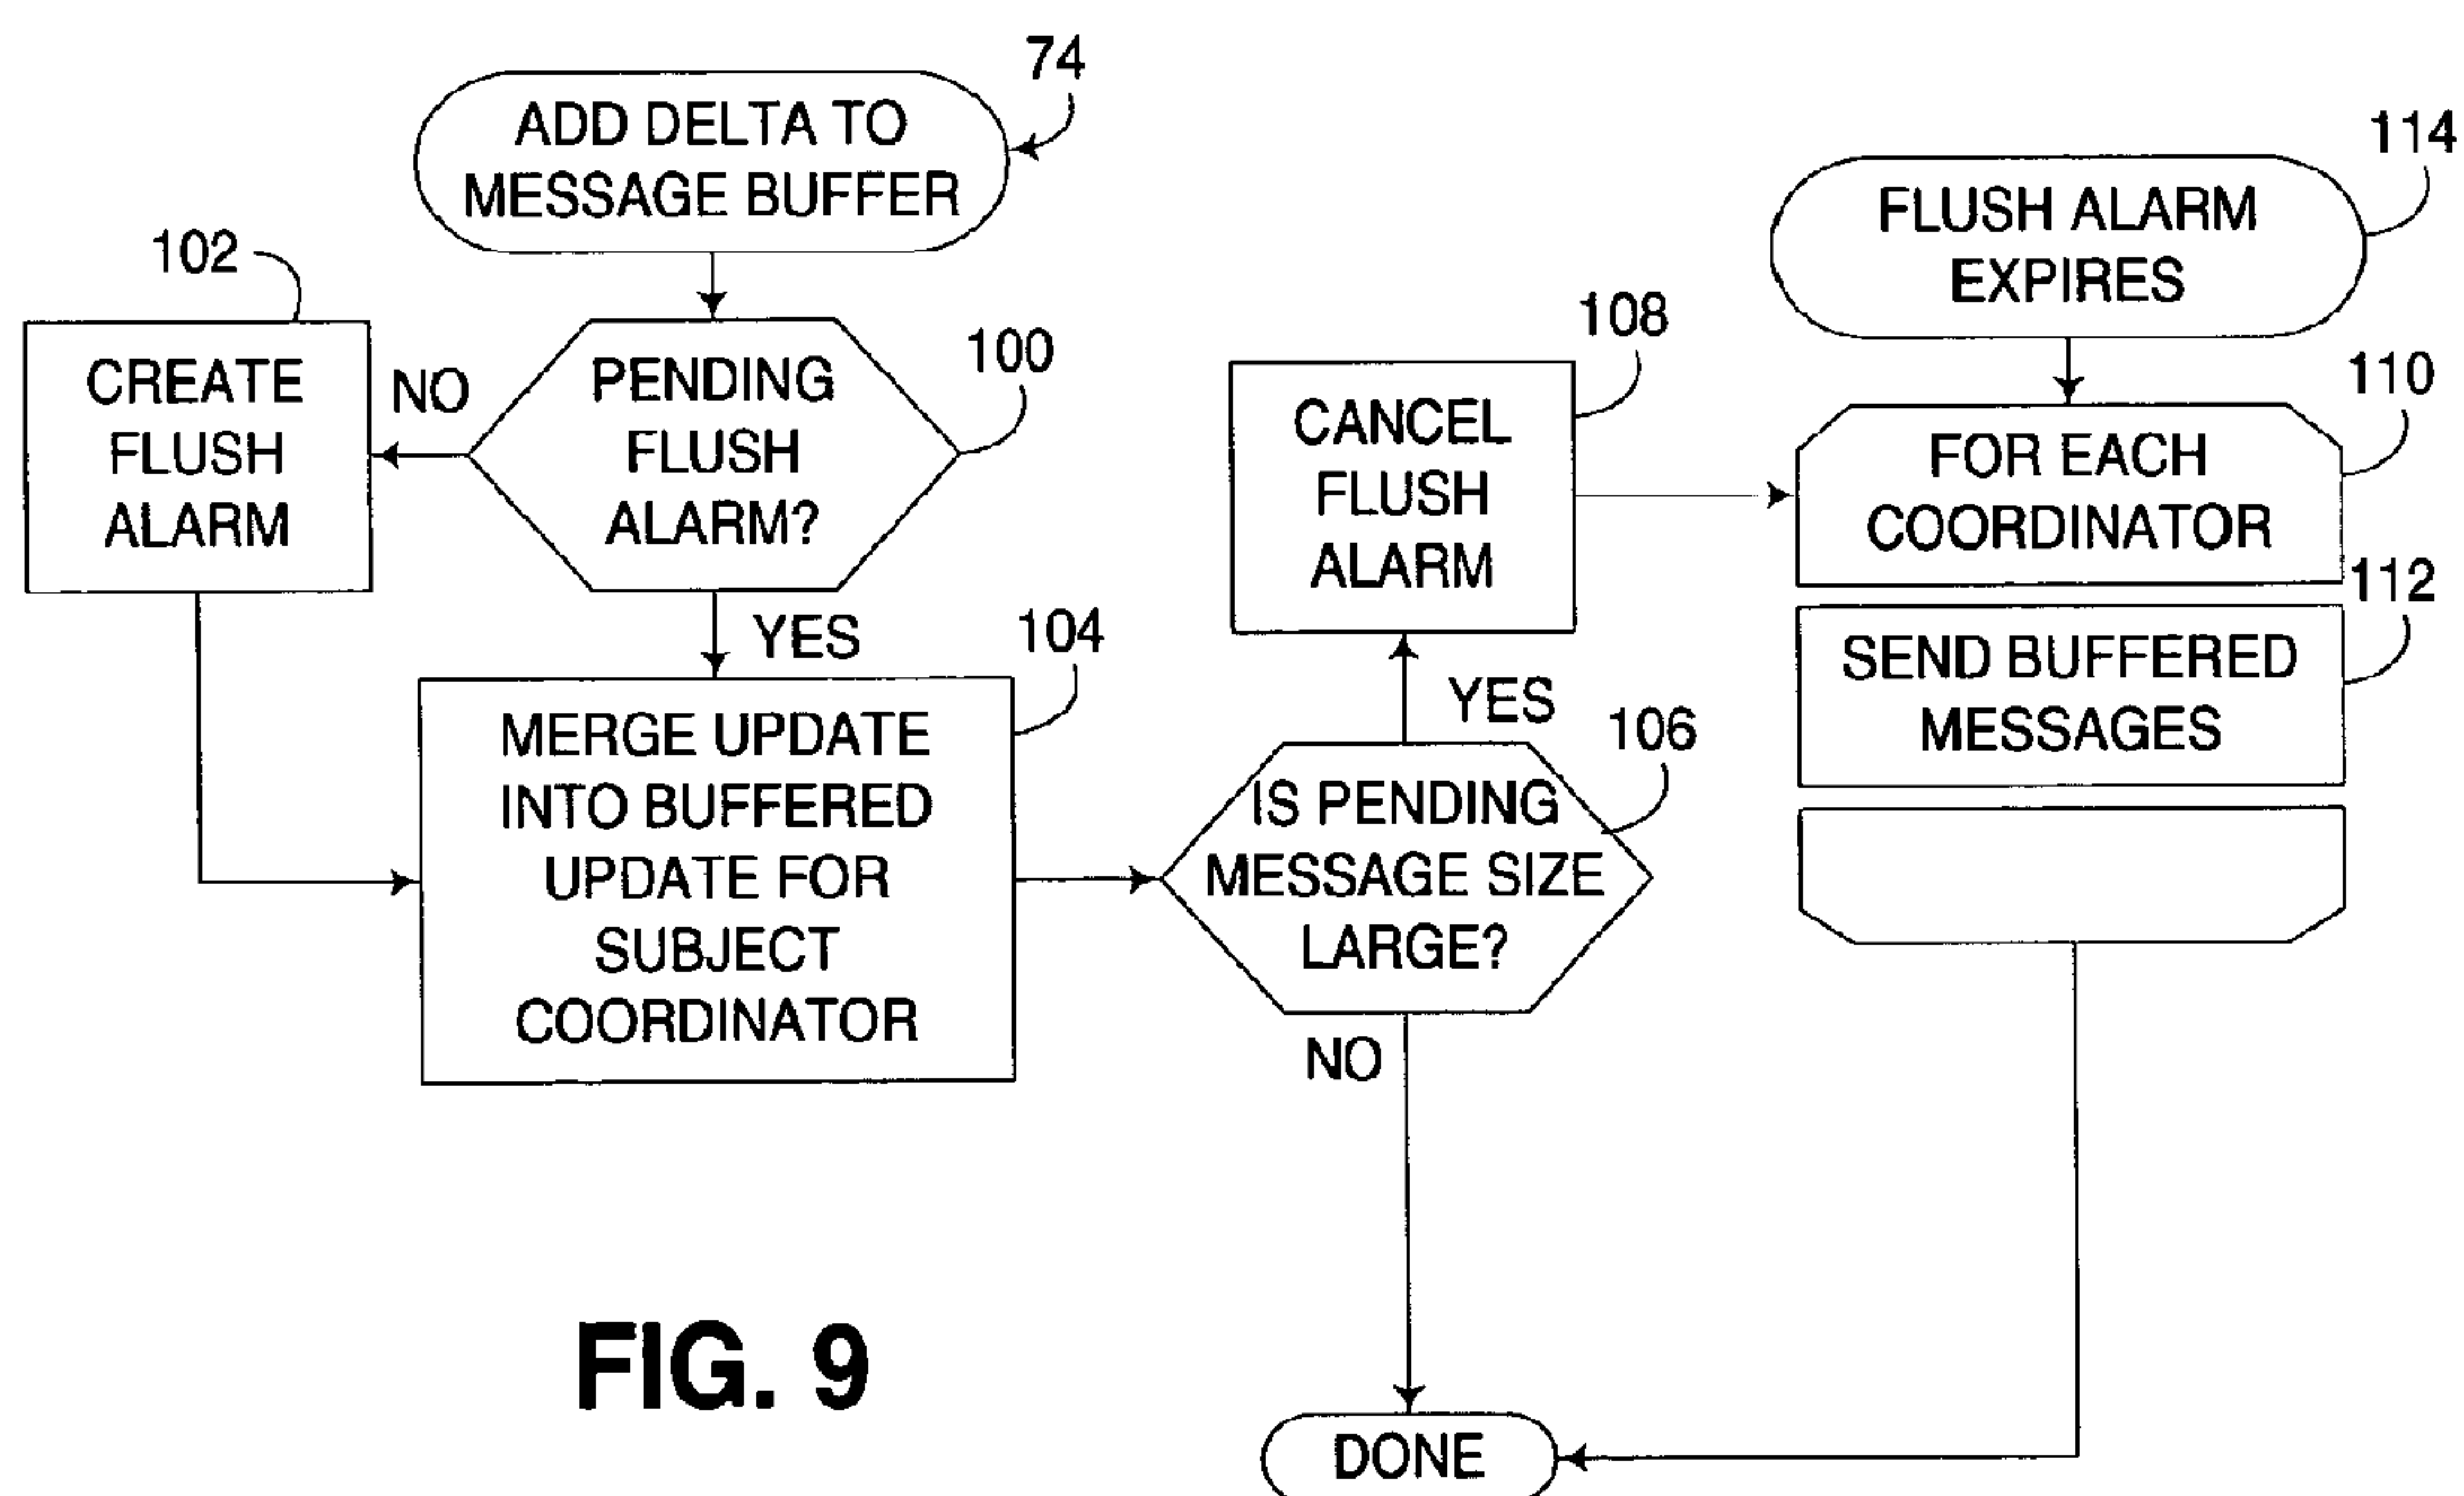 74
ADD DELTA TO
MESSAGE BUFFER
102
CREATE
FLUSH
ALARM
NO
PENDING
FLUSH
ALARM?
100
YES
104
MERGE UPDATE
INTO BUFFERED
UPDATE FOR
SUBJECT
COORDINATOR
108
CANCEL
FLUSH
ALARM
YES
106
IS PENDING
MESSAGE SIZE
LARGE?
NO
114
FLUSH ALARM
EXPIRES
110
FOR EACH
COORDINATOR
112
SEND BUFFERED
MESSAGES
DONE
FIG. 9